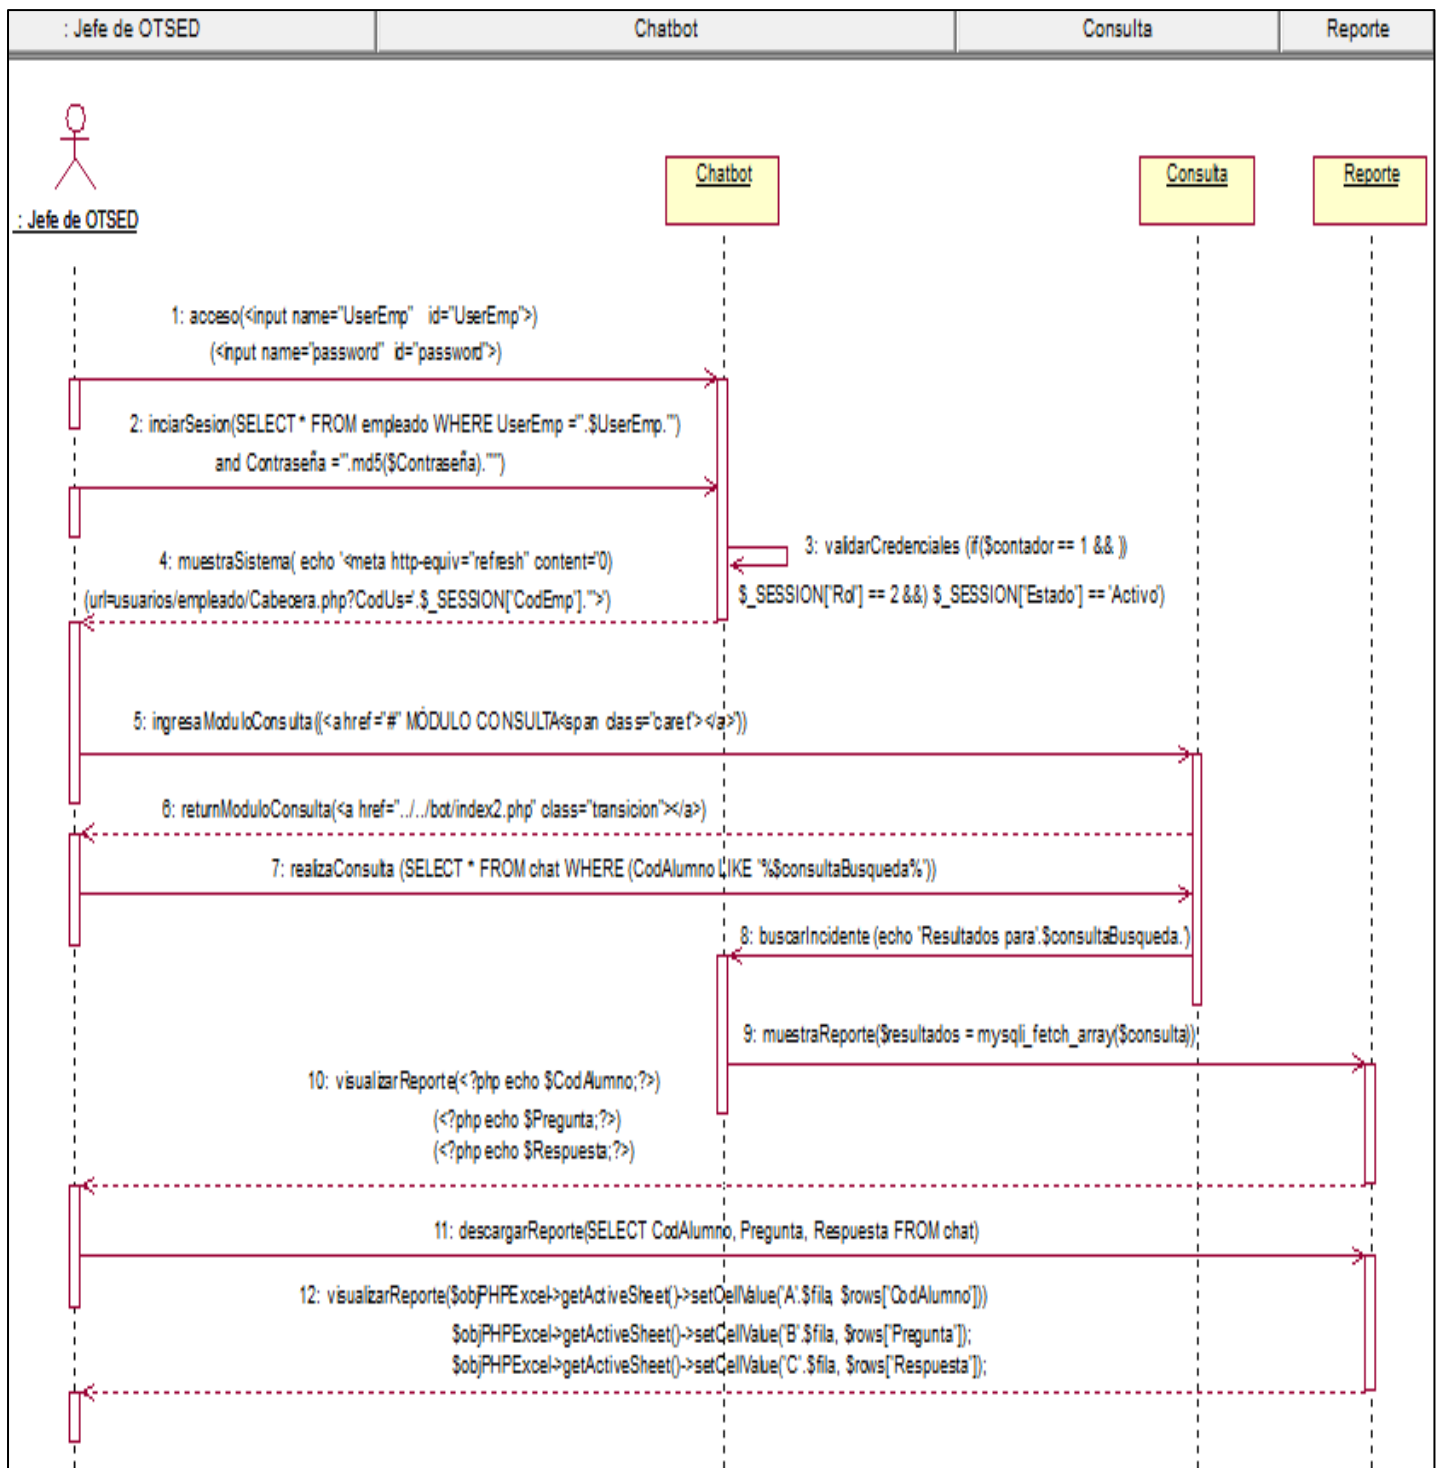 : Jefe de OTSED
Chatbot
Consulta
Reporte
Chatbot
Consulta
Reporte
: Jefe de OTSED
1: acceso(<input name="UserEmp" id="UserEmp">)
(<input name="password" id="password">)
2: inciarSesion(SELECT * FROM empleado WHERE UserEmp ='".$UserEmp."')
and Contraseña ='".md5($Contraseña)."'")
3: validarCredenciales (if($contador == 1 && ))
$_SESSION['Rol'] == 2 &&) $_SESSION['Estado'] == 'Activo')
4: muestraSistema( echo '<meta http-equiv="refresh" content="0)
(url=usuarios/empleado/Cabecera.php?CodUs='.$_SESSION['CodEmp'].'">')
5: ingresaModuloConsulta((<a href="#" MÓDULO CONSULTA<span class="caret"></a>'))
6: returnModuloConsulta(<a href="../../bot/index2.php" class="transicion"></a>)
7: realizaConsulta (SELECT * FROM chat WHERE (CodAlumno LIKE '%$consultaBusqueda%'))
8: buscarIncidente (echo 'Resultados para'.$consultaBusqueda.')
9: muestraReporte($resultados = mysqli_fetch_array($consulta))
10: visualizarReporte(<?php echo $CodAlumno;?>)
(<?php echo $Pregunta;?>)
(<?php echo $Respuesta;?>)
11: descargarReporte(SELECT CodAlumno, Pregunta, Respuesta FROM chat)
12: visualizarReporte($objPHPExcel->getActiveSheet()->setCellValue('A'.$fila, $rows['CodAlumno']))
$objPHPExcel->getActiveSheet()->setCellValue('B'.$fila, $rows['Pregunta']);
$objPHPExcel->getActiveSheet()->setCellValue('C'.$fila, $rows['Respuesta']);